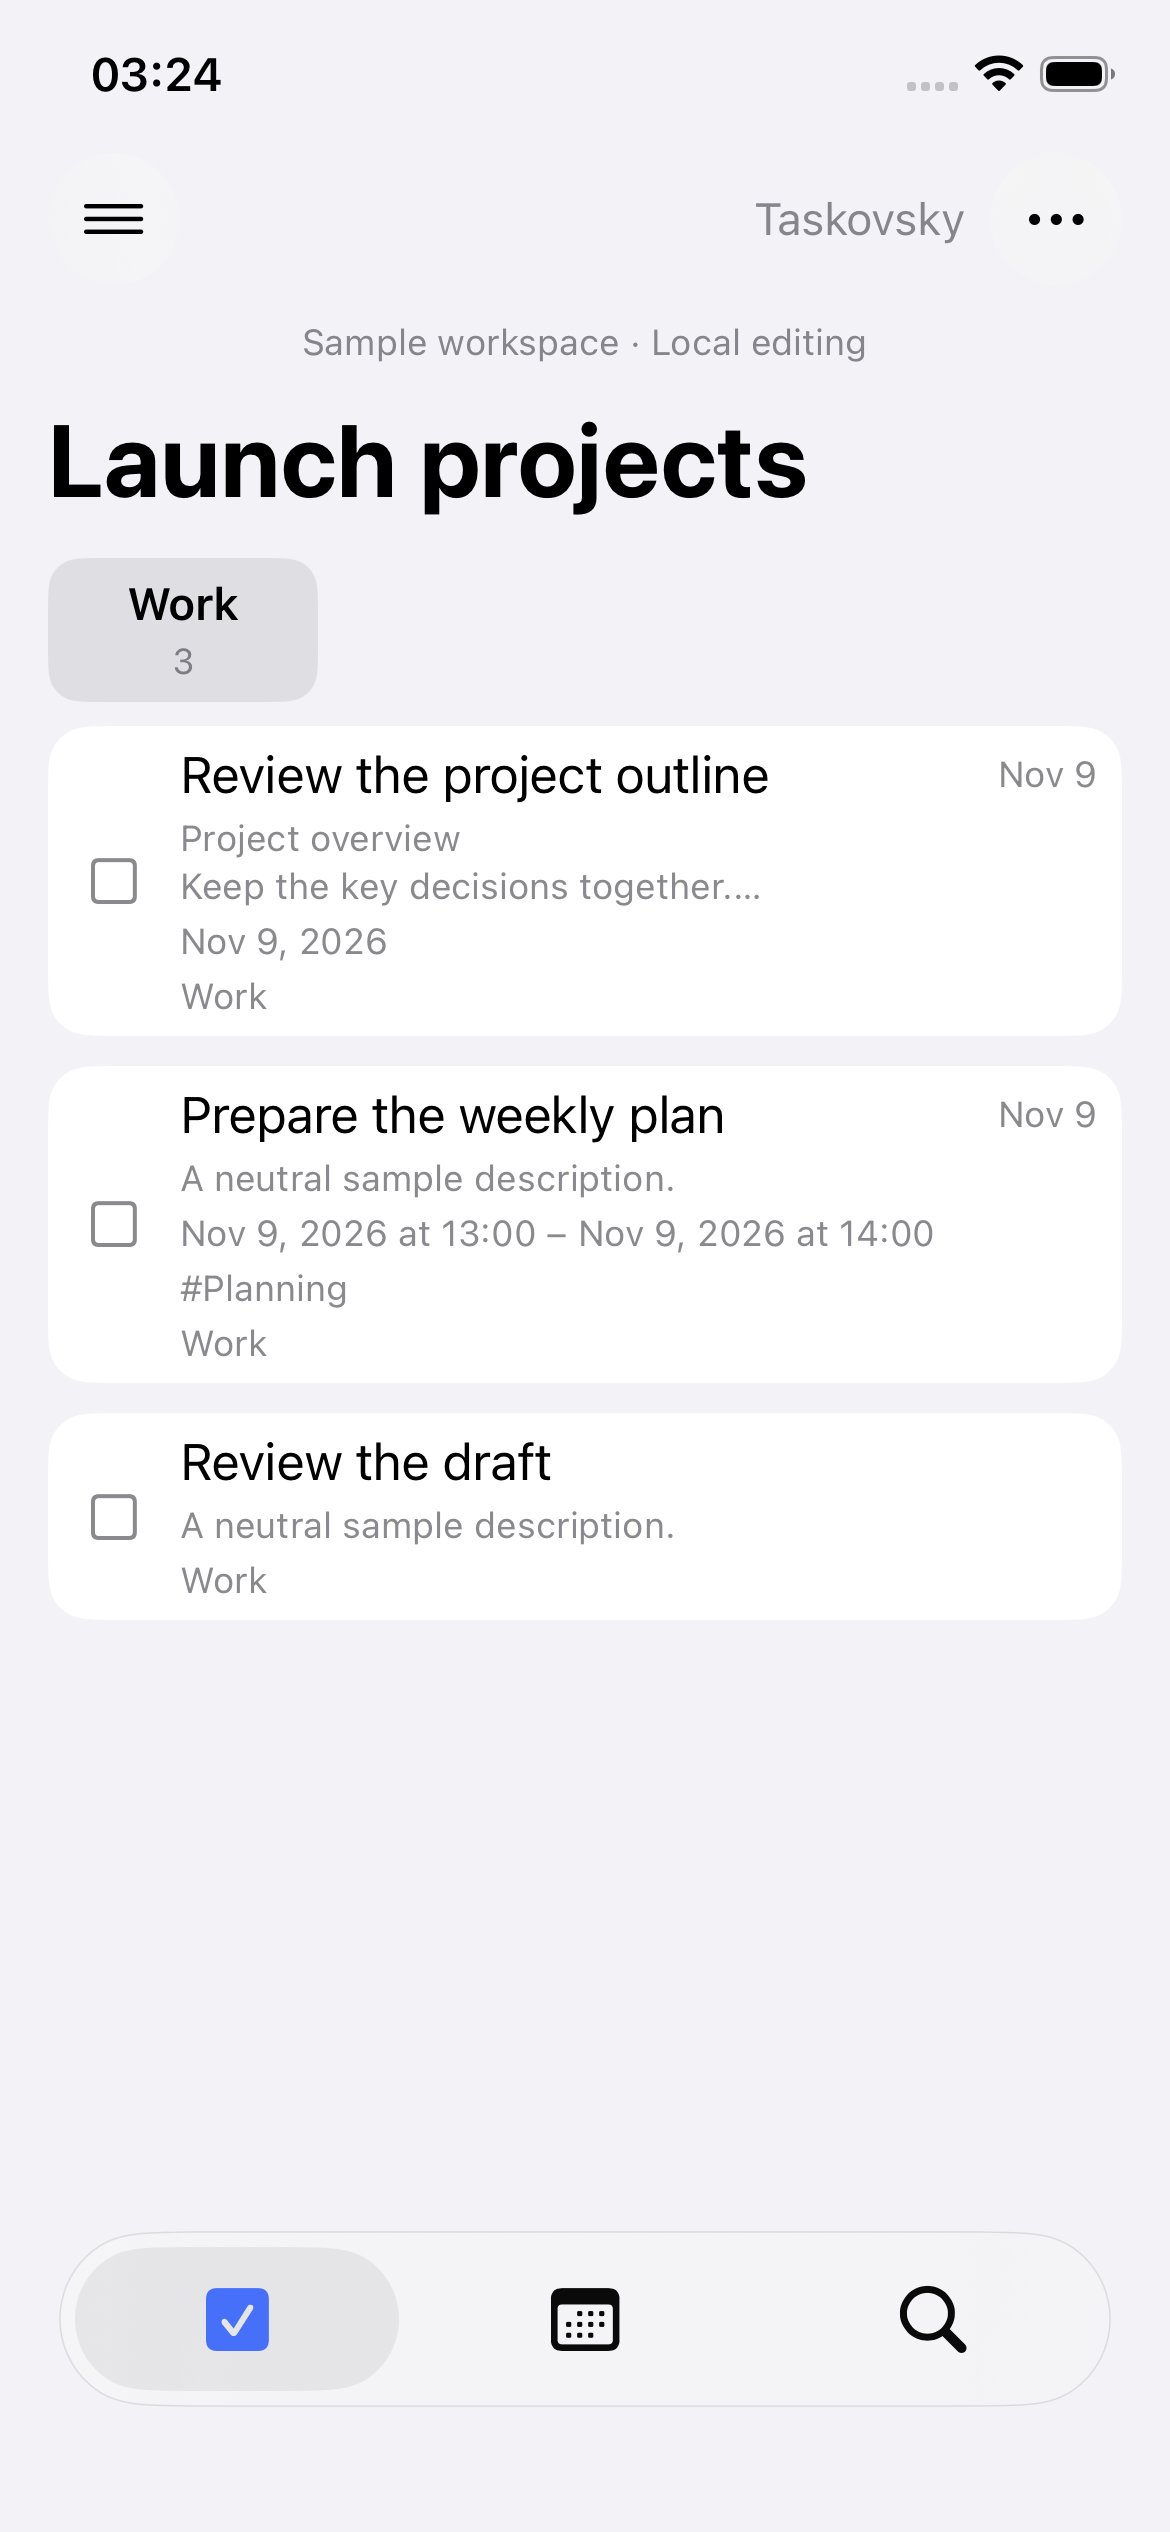 03:24
Taskovsky
Sample workspace · Local editing
Launch projects
Work
3
Review the project outline
Nov 9
Project overview
Keep the key decisions together....
Nov 9, 2026
Work
Prepare the weekly plan
Nov 9
A neutral sample description.
Nov 9, 2026 at 13:00 – Nov 9, 2026 at 14:00
#Planning
Work
Review the draft
A neutral sample description.
Work